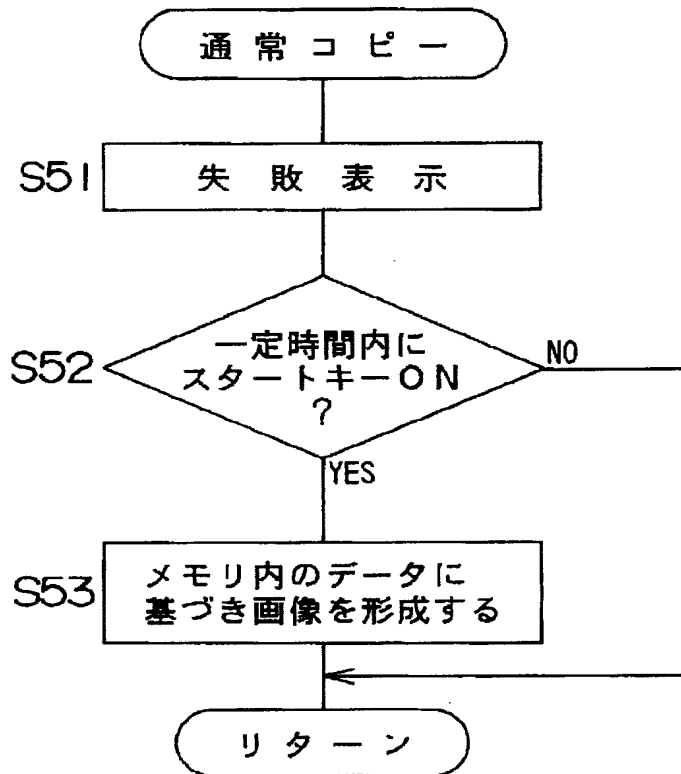 通常コピー
S51
失敗表示
S52
一定時間内に
スタートキーON
?
NO
YES
S53
メモリ内のデータに
基づき画像を形成する
リターン